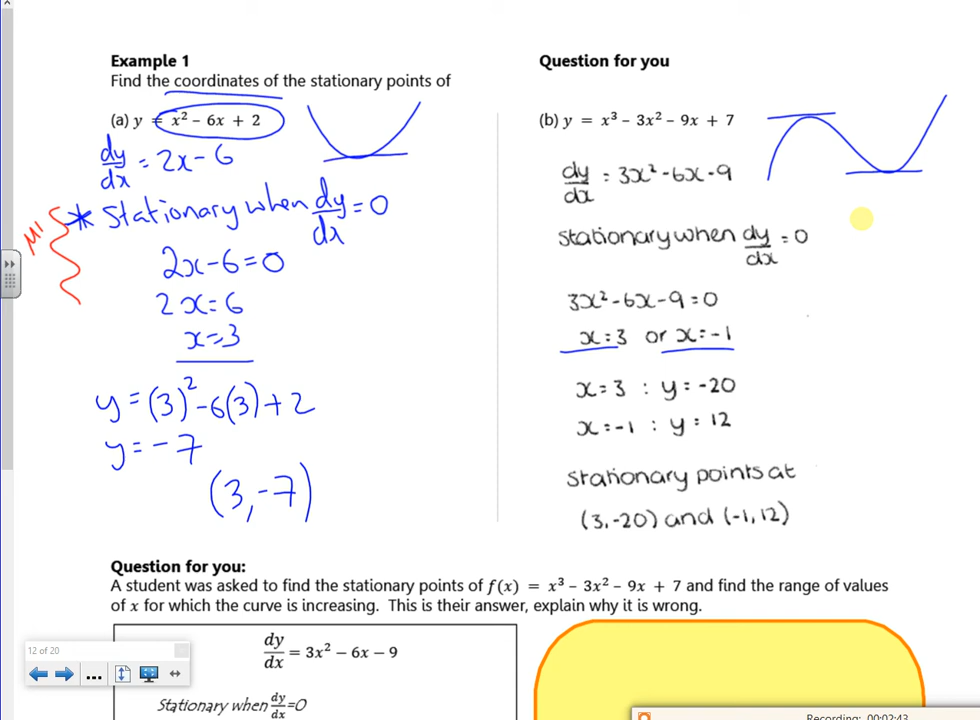 Example 1
Find the coordinates of the stationary points of
(a) y = x² − 6x + 2
dy/dx = 2x - 6
* Stationary when dy/dx = 0
M1
2x - 6 = 0
2x = 6
x = 3
y = (3)² - 6(3) + 2
y = -7
(3, -7)
Question for you
(b) y = x³ − 3x² − 9x + 7
dy/dx = 3x² - 6x - 9
stationary when dy/dx = 0
3x² - 6x - 9 = 0
x = 3 or x = -1
x = 3 : y = -20
x = -1 : y = 12
stationary points at
(3, -20) and (-1, 12)
Question for you:
A student was asked to find the stationary points of f(x) = x³ − 3x² − 9x + 7 and find the range of values
of x for which the curve is increasing. This is their answer, explain why it is wrong.
dy/dx = 3x² − 6x − 9
Stationary when dy/dx=0
12 of 20
Recording: 00:02:43